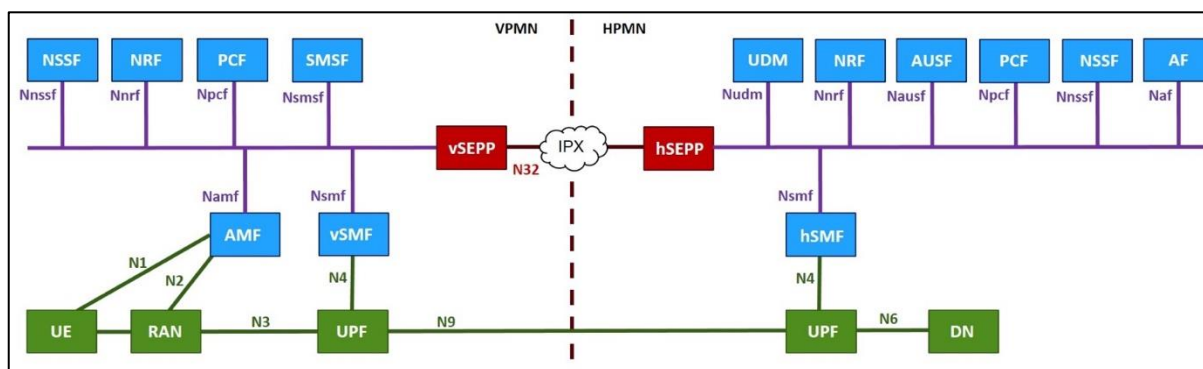 VPMN HPMN
NSSF NRF PCF SMSF UDM NRF AUSF PCF NSSF AF
Nnssf Nnrf Npcf Nsmsf Nudm Nnrf Nausf Npcf Nnssf Naf
vSEPP IPX hSEPP
N32
Namf Nsmf Nsmf
AMF vSMF hSMF
N1 N2 N4 N4
UE RAN N3 UPF N9 UPF N6 DN